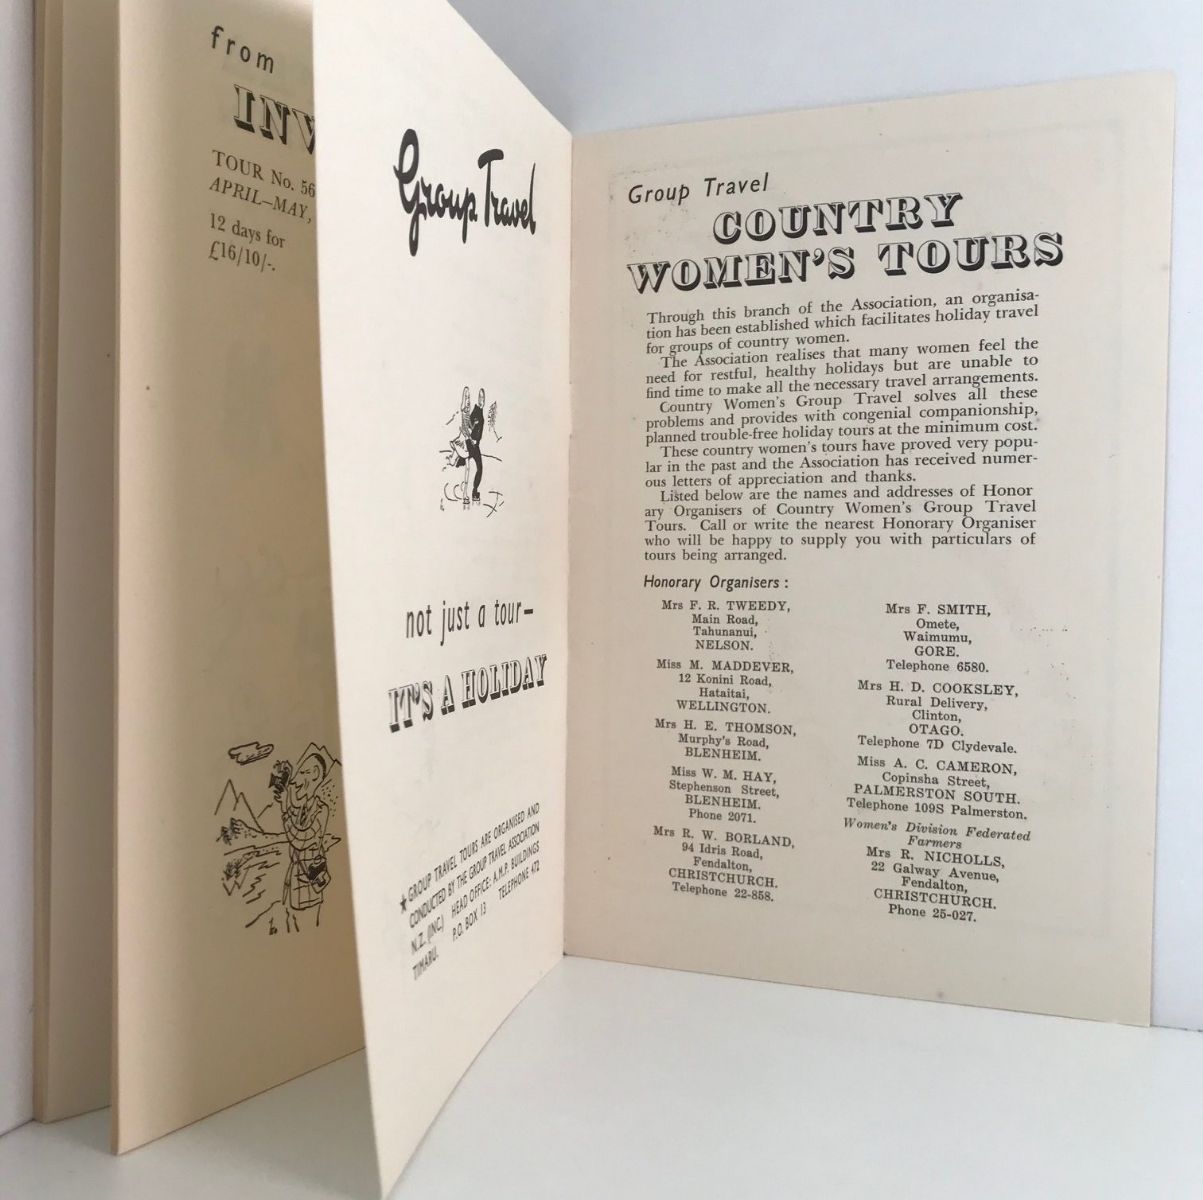 from
INV
TOUR No. 56
APRIL—MAY,
12 days for
£16/10/-.
Group Travel
not just a tour—
IT'S A HOLIDAY
★ GROUP TRAVEL TOURS ARE ORGANISED AND
CONDUCTED BY THE GROUP TRAVEL ASSOCIATION
N.Z. (INC.) HEAD OFFICE: A.M.P. BUILDINGS
TIMARU. P.O. BOX 13 TELEPHONE 472
Group Travel
COUNTRY
WOMEN'S TOURS
Through this branch of the Association, an organisa-
tion has been established which facilitates holiday travel
for groups of country women.
The Association realises that many women feel the
need for restful, healthy holidays but are unable to
find time to make all the necessary travel arrangements.
Country Women's Group Travel solves all these
problems and provides with congenial companionship,
planned trouble-free holiday tours at the minimum cost.
These country women's tours have proved very popu-
lar in the past and the Association has received numer-
ous letters of appreciation and thanks.
Listed below are the names and addresses of Honor
ary Organisers of Country Women's Group Travel
Tours. Call or write the nearest Honorary Organiser
who will be happy to supply you with particulars of
tours being arranged.
Honorary Organisers :
Mrs F. R. TWEEDY,
Main Road,
Tahunanui,
NELSON.
Miss M. MADDEVER,
12 Konini Road,
Hataitai,
WELLINGTON.
Mrs H. E. THOMSON,
Murphy's Road,
BLENHEIM.
Miss W. M. HAY,
Stephenson Street,
BLENHEIM.
Phone 2071.
Mrs R. W. BORLAND,
94 Idris Road,
Fendalton,
CHRISTCHURCH.
Telephone 22-858.
Mrs F. SMITH,
Omete,
Waimumu,
GORE.
Telephone 6580.
Mrs H. D. COOKSLEY,
Rural Delivery,
Clinton,
OTAGO.
Telephone 7D Clydevale.
Miss A. C. CAMERON,
Copinsha Street,
PALMERSTON SOUTH.
Telephone 109S Palmerston.
Women's Division Federated
Farmers
Mrs R. NICHOLLS,
22 Galway Avenue,
Fendalton,
CHRISTCHURCH.
Phone 25-027.